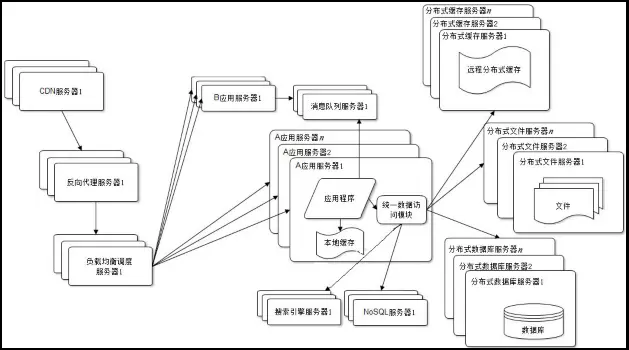 CDN服务器1
反向代理服务器1
负载均衡调度
服务器1
B应用服务器1
消息队列服务器1
A应用服务器n
A应用服务器2
A应用服务器1
应用程序
本地缓存
统一数据访
问模块
搜索引擎服务器1
NoSQL服务器1
分布式缓存服务器n
分布式缓存服务器2
分布式缓存服务器1
远程分布式缓存
分布式文件服务器n
分布式文件服务器2
分布式文件服务器1
文件
分布式数据库服务器n
分布式数据库服务器2
分布式数据库服务器1
数据库